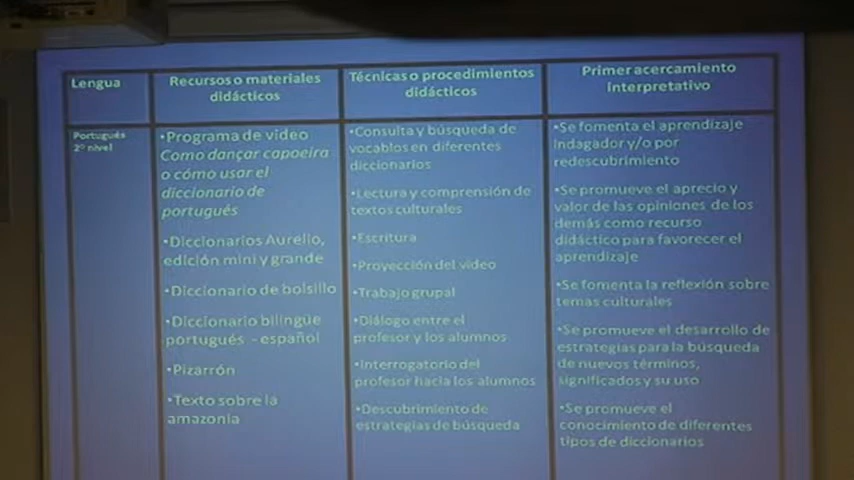 Lengua
Recursos o materiales
didácticos
Técnicas o procedimientos
didácticos
Primer acercamiento
interpretativo
Portugués
2º nivel
•Programa de video
Como dançar capoeira
o cómo usar el
diccionario de
portugués
•Diccionarios Aurelio,
edición mini y grande
•Diccionario de bolsillo
•Diccionario bilingüe
portugués - español
•Pizarrón
•Texto sobre la
amazonia
•Consulta y búsqueda de
vocablos en diferentes
diccionarios
•Lectura y comprensión de
textos culturales
•Escritura
•Proyección del video
•Trabajo grupal
•Diálogo entre el
profesor y los alumnos
•Interrogatorio del
profesor hacia los alumnos
•Descubrimiento de
estrategias de búsqueda
•Se fomenta el aprendizaje
indagador y/o por
redescubrimiento
•Se promueve el aprecio y
valor de las opiniones de los
demás como recurso
didáctico para favorecer el
aprendizaje
•Se fomenta la reflexión sobre
temas culturales
•Se promueve el desarrollo de
estrategias para la búsqueda
de nuevos términos,
significados y su uso
•Se promueve el
conocimiento de diferentes
tipos de diccionarios